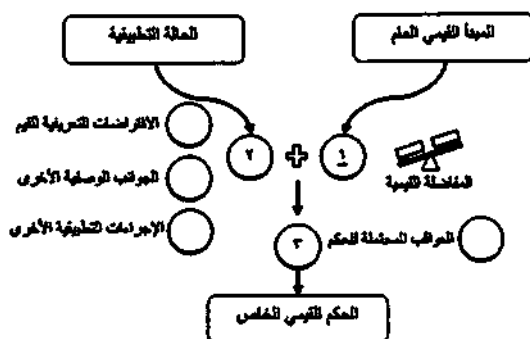 المبدأ القيمي العام
الحالة التطبيقية
الافتراضات التعريفية للقيم
١
٢
المفاضلة القيمية
الجوانب الوصفية الأخرى
الإجراءات التطبيقية الأخرى
العواقب المحتملة للحكم
٣
الحكم القيمي الخاص